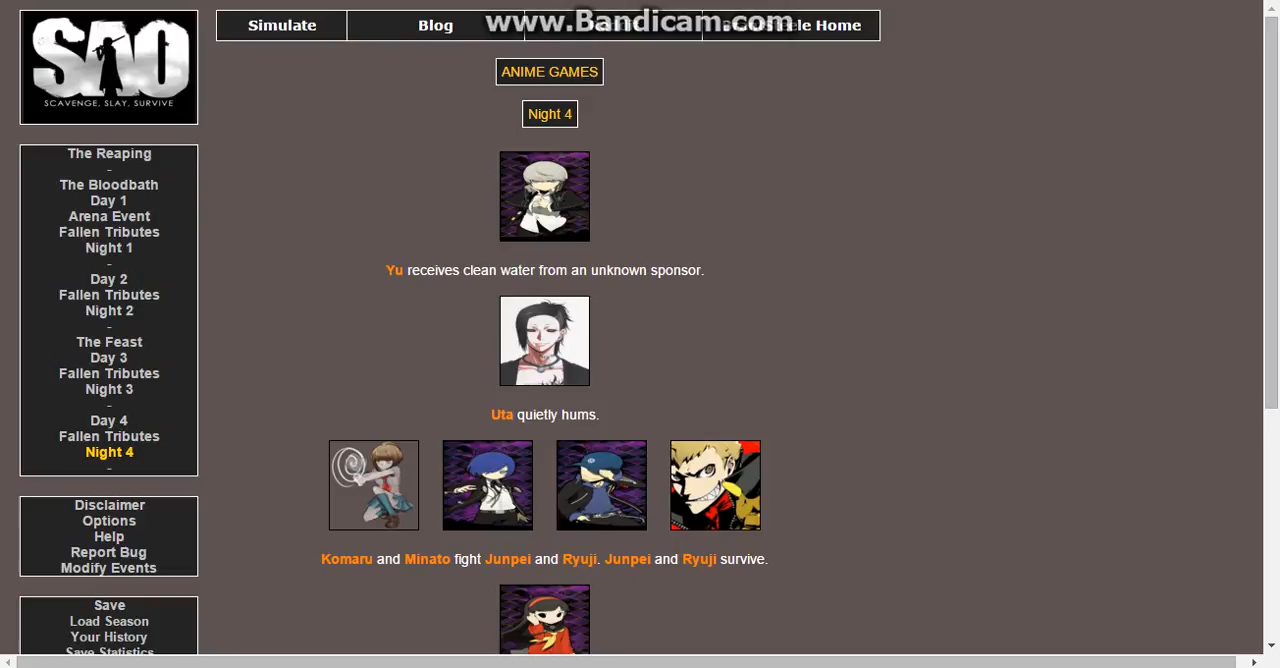 www.Bandicam.com
Simulate
Blog
Home
SAO
SCAVENGE, SLAY, SURVIVE
ANIME GAMES
Night 4
The Reaping
-
The Bloodbath
Day 1
Arena Event
Fallen Tributes
Night 1
-
Day 2
Fallen Tributes
Night 2
-
The Feast
Day 3
Fallen Tributes
Night 3
-
Day 4
Fallen Tributes
Night 4
-
Disclaimer
Options
Help
Report Bug
Modify Events
Save
Load Season
Your History
Save Statistics
Yu receives clean water from an unknown sponsor.
Uta quietly hums.
Komaru and Minato fight Junpei and Ryuji. Junpei and Ryuji survive.